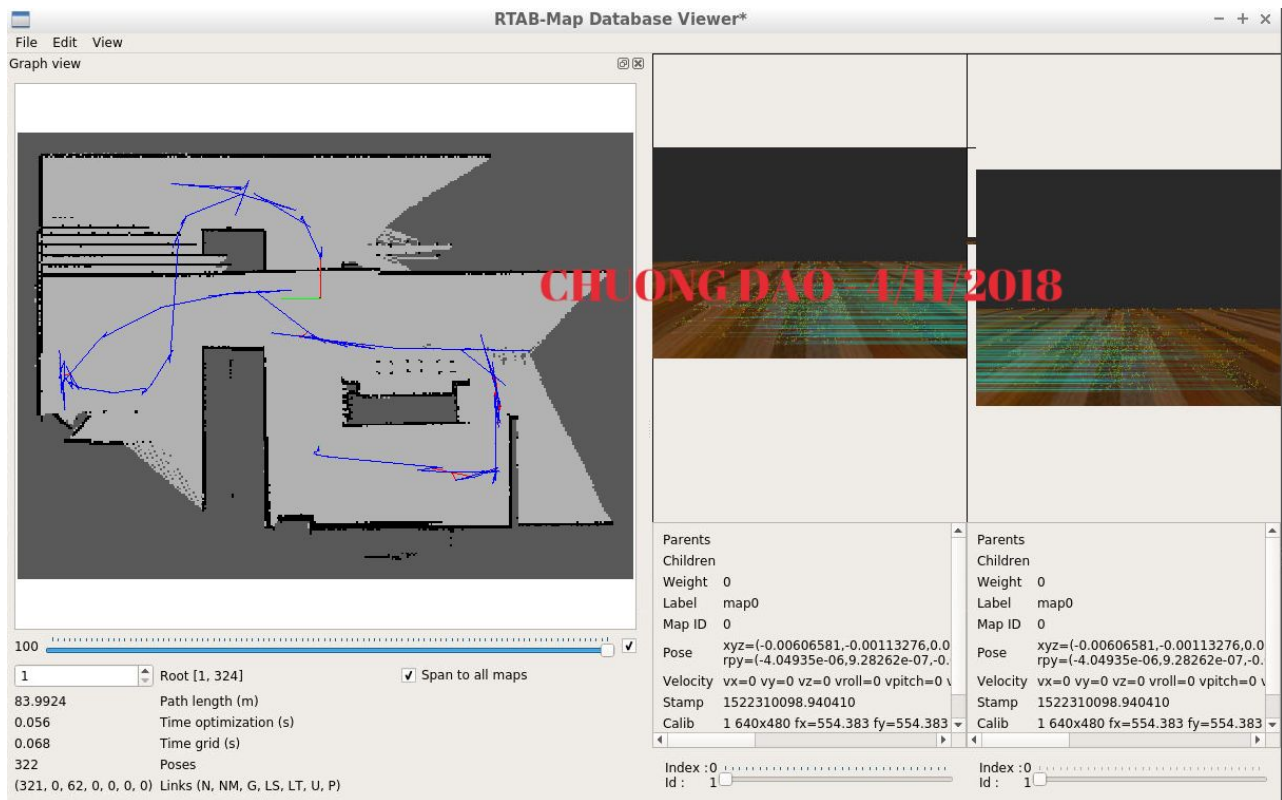 RTAB-Map Database Viewer*
File Edit View
Graph view
CHUONG DAO - 4/11/2018
100
1 Root [1, 324] Span to all maps
83.9924 Path length (m)
0.056 Time optimization (s)
0.068 Time grid (s)
322 Poses
(321, 0, 62, 0, 0, 0, 0) Links (N, NM, G, LS, LT, U, P)
Parents
Children
Weight 0
Label map0
Map ID 0
Pose xyz=(-0.00606581,-0.00113276,0.0
rpy=(-4.04935e-06,9.28262e-07,-0.
Velocity vx=0 vy=0 vz=0 vroll=0 vpitch=0 v
Stamp 1522310098.940410
Calib 1 640x480 fx=554.383 fy=554.383
Index : 0
Id : 1
Parents
Children
Weight 0
Label map0
Map ID 0
Pose xyz=(-0.00606581,-0.00113276,0.0
rpy=(-4.04935e-06,9.28262e-07,-0.
Velocity vx=0 vy=0 vz=0 vroll=0 vpitch=0 v
Stamp 1522310098.940410
Calib 1 640x480 fx=554.383 fy=554.383
Index : 0
Id : 1